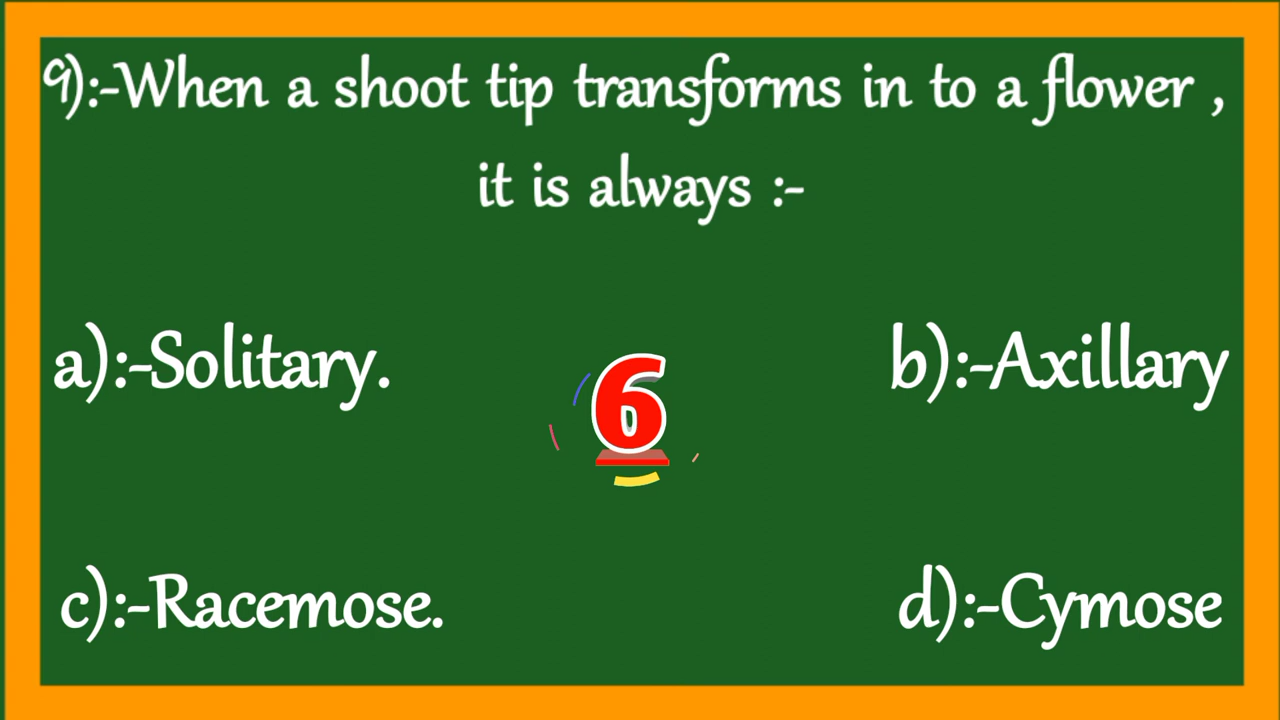 9):-When a shoot tip transforms in to a flower ,
it is always :-
a):-Solitary.
b):-Axillary
6
c):-Racemose.
d):-Cymose